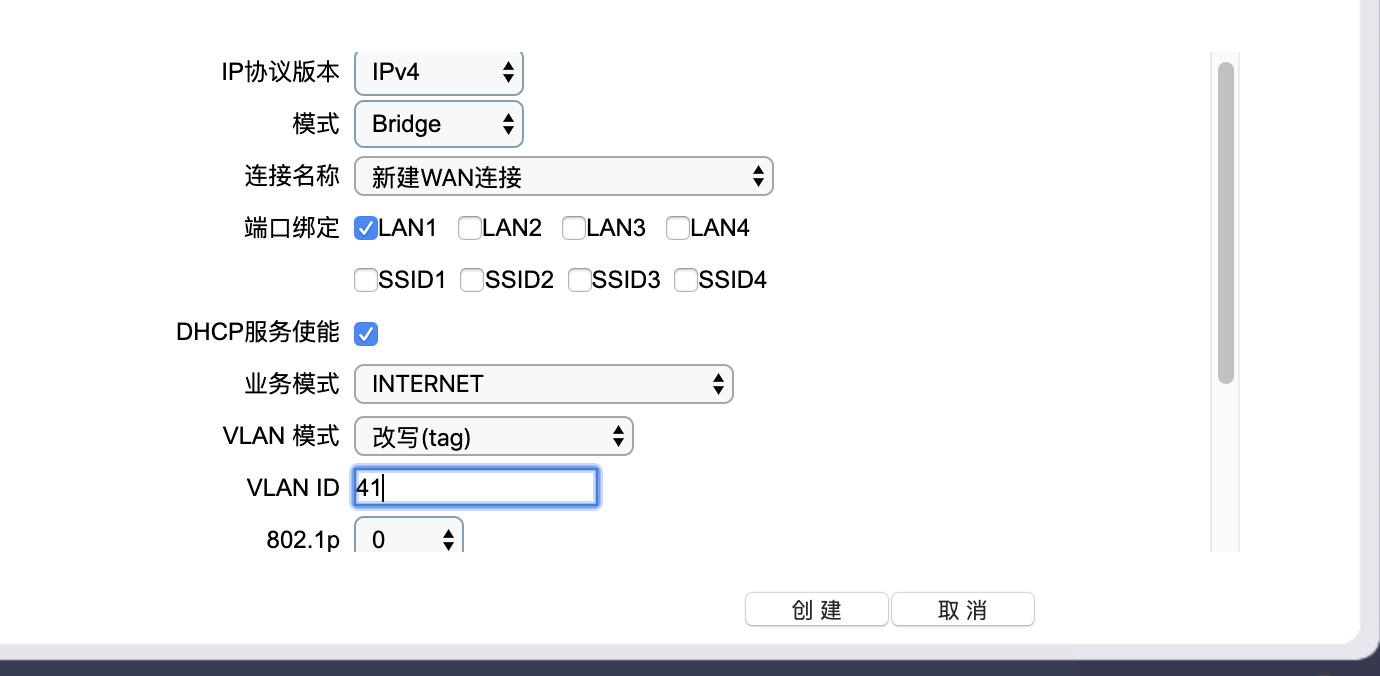 IP协议版本 IPv4
模式 Bridge
连接名称 新建WAN连接
端口绑定 LAN1 LAN2 LAN3 LAN4
SSID1 SSID2 SSID3 SSID4
DHCP服务使能
业务模式 INTERNET
VLAN 模式 改写(tag)
VLAN ID 41
802.1p 0
创 建 取 消